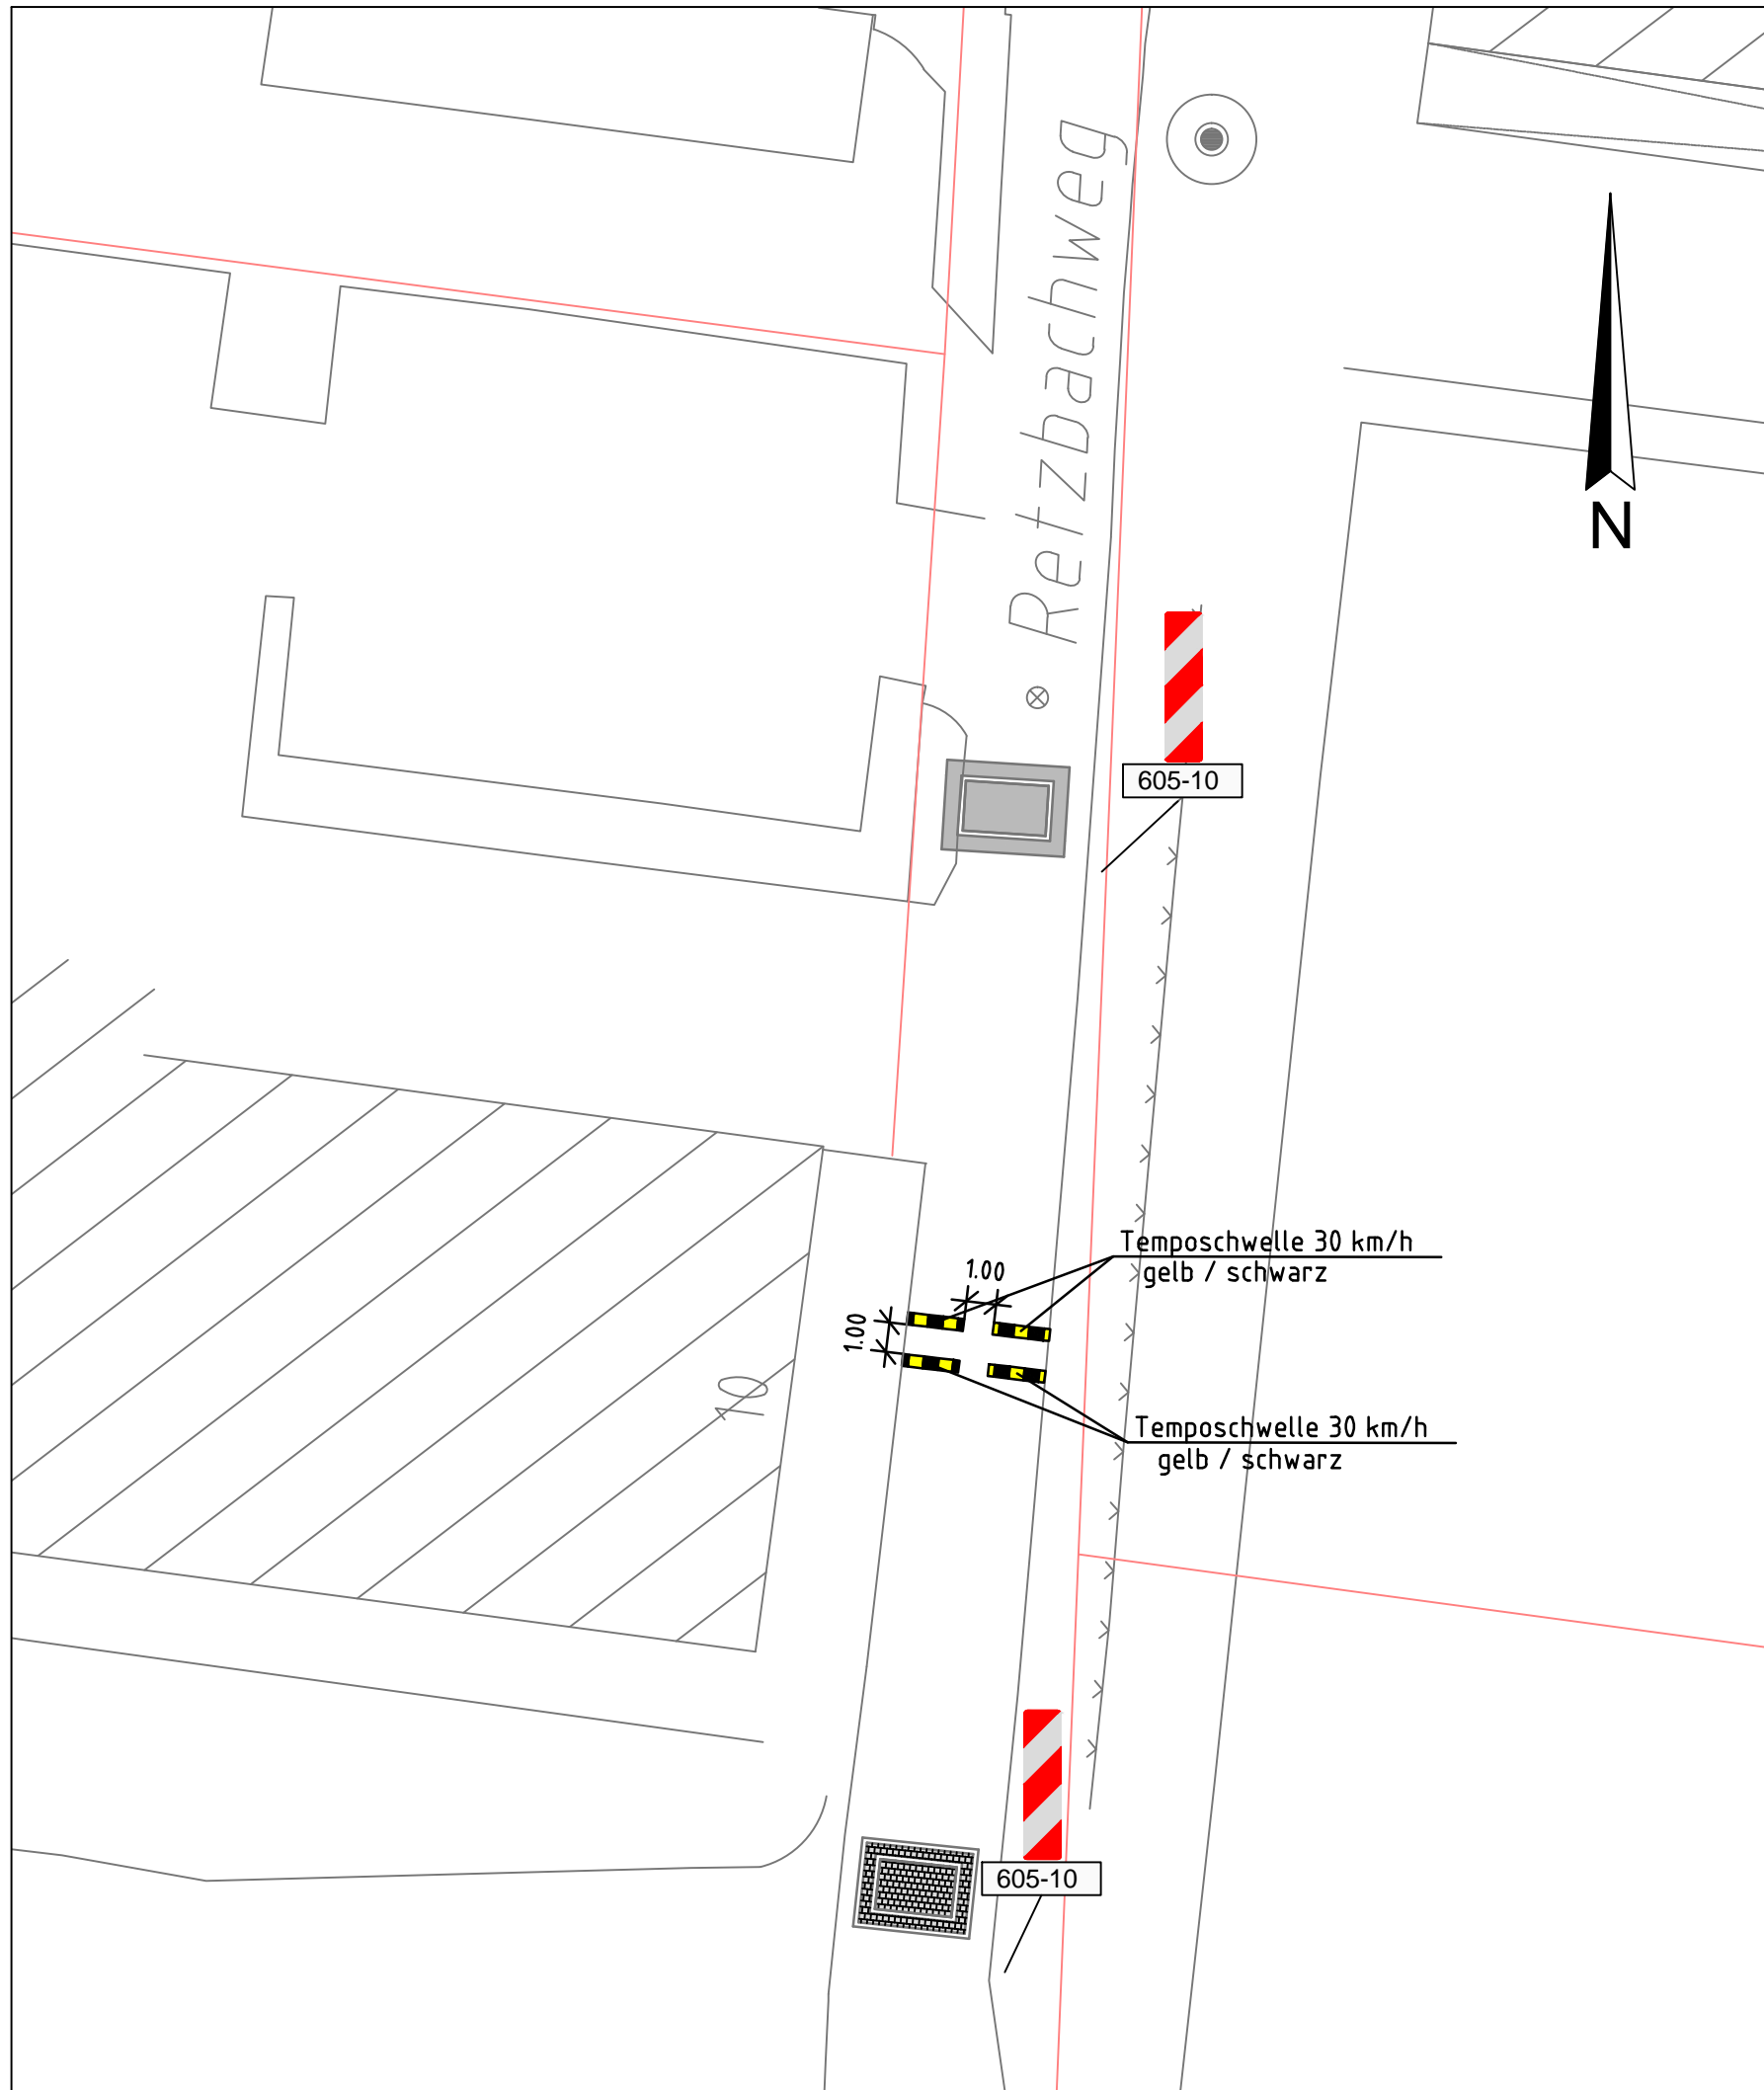 Retzbachweg
N
605-10
Temposchwelle 30 km/h
gelb / schwarz
1.00
1.00
10
Temposchwelle 30 km/h
gelb / schwarz
605-10